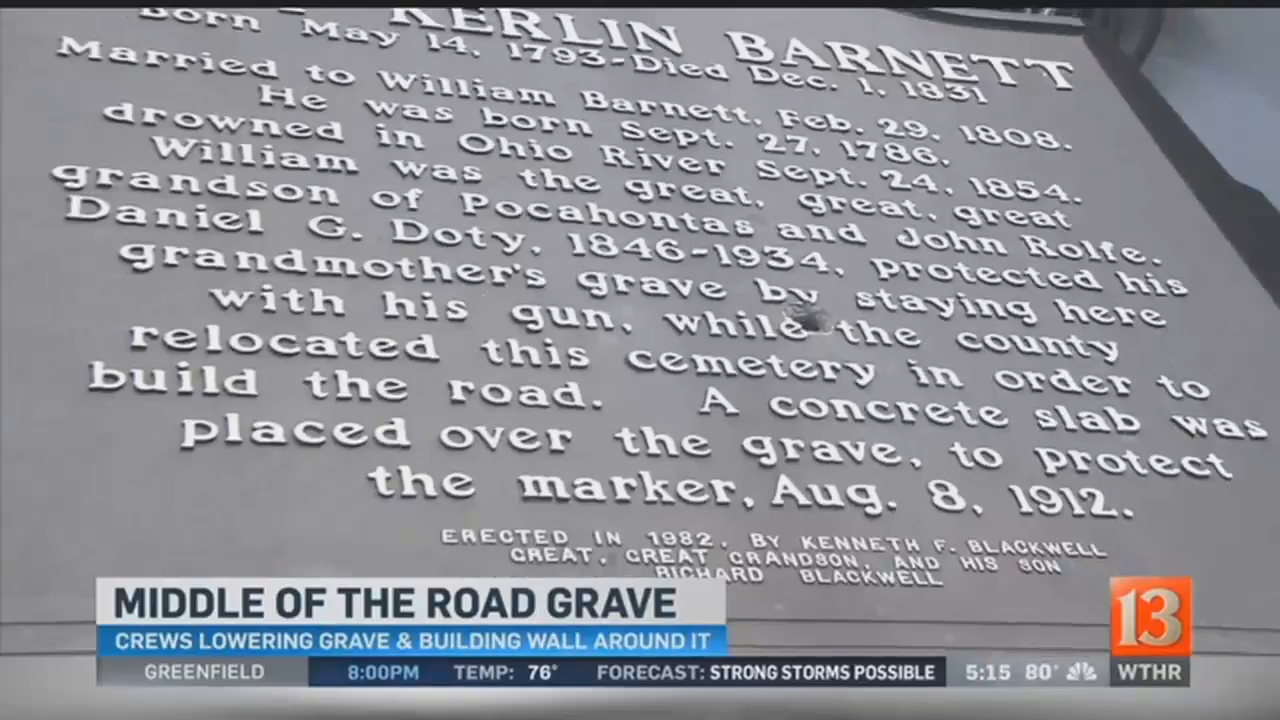 KERLIN BARNETT
Born May 14, 1793-Died Dec. 1, 1831
Married to William Barnett, Feb. 29, 1808.
He was born Sept. 27, 1786,
drowned in Ohio River Sept. 24, 1854.
William was the great, great, great
grandson of Pocahontas and John Rolfe.
Daniel G. Doty, 1846-1934, protected his
grandmother's grave by staying here
with his gun, while the county
relocated this cemetery in order to
build the road. A concrete slab was
placed over the grave, to protect
the marker, Aug. 8, 1912.
ERECTED IN 1982, BY KENNETH F. BLACKWELL
GREAT, GREAT GRANDSON, AND HIS SON
RICHARD BLACKWELL
MIDDLE OF THE ROAD GRAVE
CREWS LOWERING GRAVE & BUILDING WALL AROUND IT
GREENFIELD 8:00PM TEMP: 76° FORECAST: STRONG STORMS POSSIBLE 5:15 80°
13
WTHR